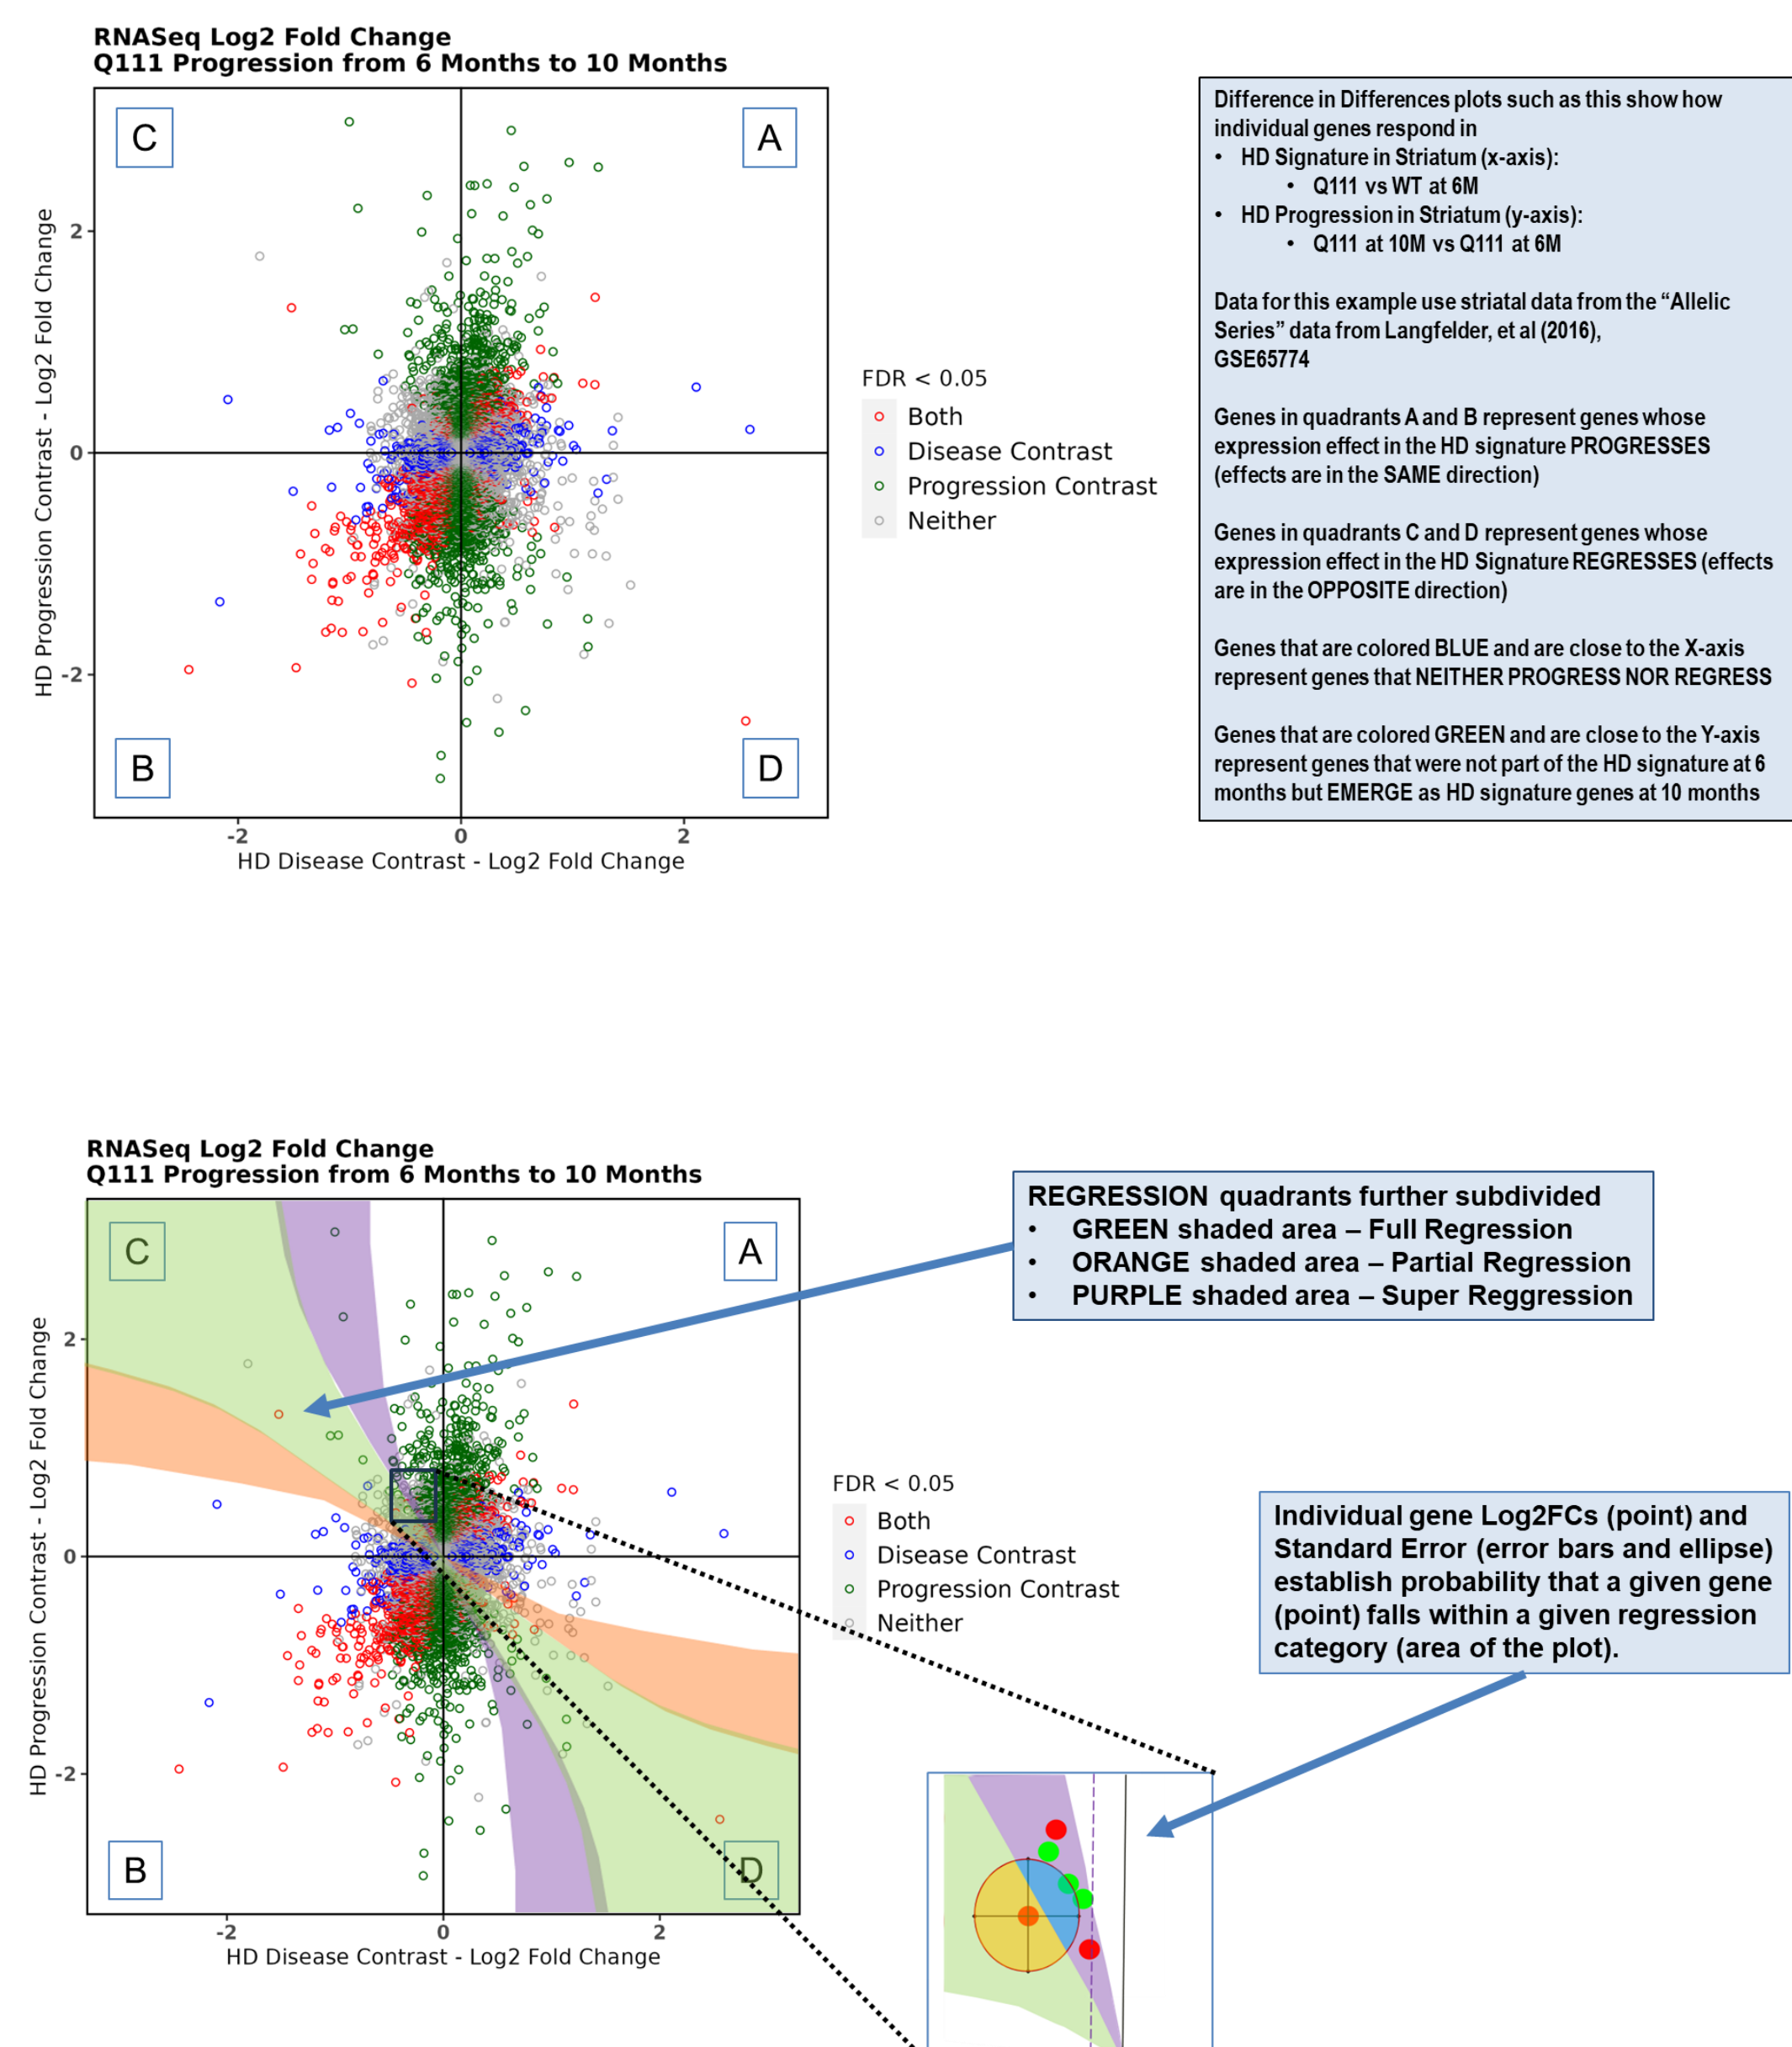 RNASeq Log2 Fold Change
Q111 Progression from 6 Months to 10 Months
C
A
B
D
2
0
-2
-2
0
2
HD Progression Contrast - Log2 Fold Change
HD Disease Contrast - Log2 Fold Change
FDR < 0.05
Both
Disease Contrast
Progression Contrast
Neither
Difference in Differences plots such as this show how
individual genes respond in
• HD Signature in Striatum (x-axis):
• Q111 vs WT at 6M
• HD Progression in Striatum (y-axis):
• Q111 at 10M vs Q111 at 6M
Data for this example use striatal data from the “Allelic
Series” data from Langfelder, et al (2016),
GSE65774
Genes in quadrants A and B represent genes whose
expression effect in the HD signature PROGRESSES
(effects are in the SAME direction)
Genes in quadrants C and D represent genes whose
expression effect in the HD Signature REGRESSES (effects
are in the OPPOSITE direction)
Genes that are colored BLUE and are close to the X-axis
represent genes that NEITHER PROGRESS NOR REGRESS
Genes that are colored GREEN and are close to the Y-axis
represent genes that were not part of the HD signature at 6
months but EMERGE as HD signature genes at 10 months
RNASeq Log2 Fold Change
Q111 Progression from 6 Months to 10 Months
C
A
B
D
2
0
-2
-2
0
2
HD Progression Contrast - Log2 Fold Change
HD Disease Contrast - Log2 Fold Change
FDR < 0.05
Both
Disease Contrast
Progression Contrast
Neither
REGRESSION quadrants further subdivided
• GREEN shaded area – Full Regression
• ORANGE shaded area – Partial Regression
• PURPLE shaded area – Super Reggression
Individual gene Log2FCs (point) and
Standard Error (error bars and ellipse)
establish probability that a given gene
(point) falls within a given regression
category (area of the plot).